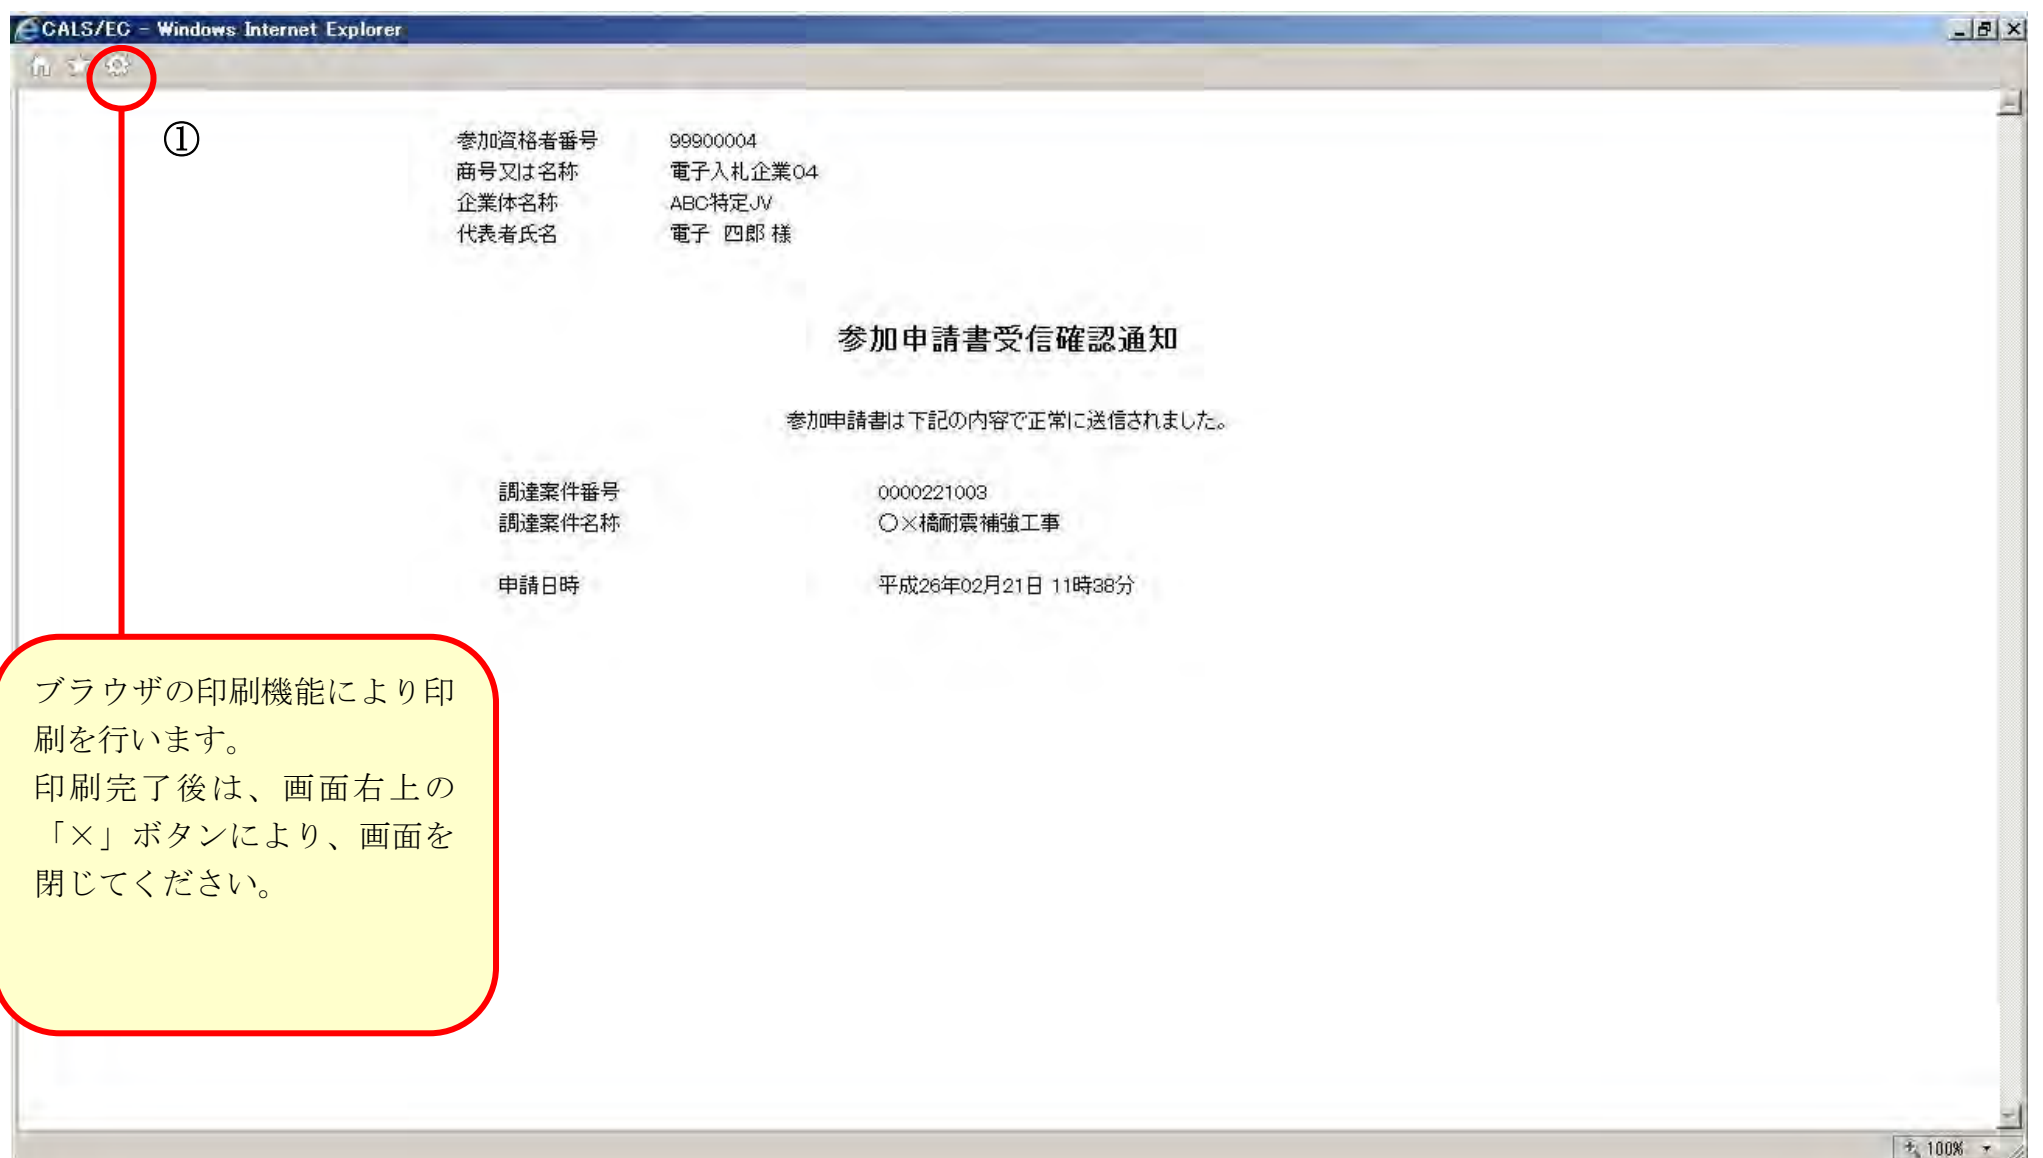 CALS/EC - Windows Internet Explorer
①
参加資格者番号 99900004
商号又は名称 電子入札企業04
企業体名称 ABC特定JV
代表者氏名 電子 四郎 様
参加申請書受信確認通知
参加申請書は下記の内容で正常に送信されました。
調達案件番号 0000221003
調達案件名称 〇×橋耐震補強工事
申請日時 平成26年02月21日 11時38分
ブラウザの印刷機能により印
刷を行います。
印刷完了後は、画面右上の
「×」ボタンにより、画面を
閉じてください。
100%